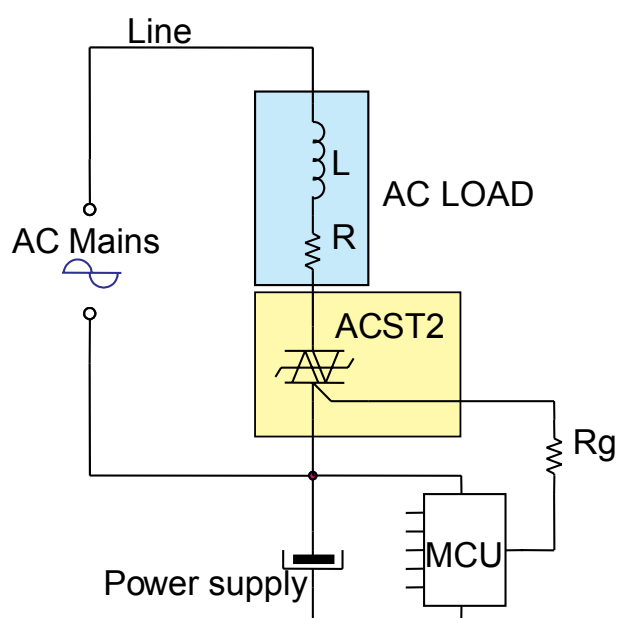 Line
L
AC LOAD
R
AC Mains
ACST2
Rg
MCU
Power supply